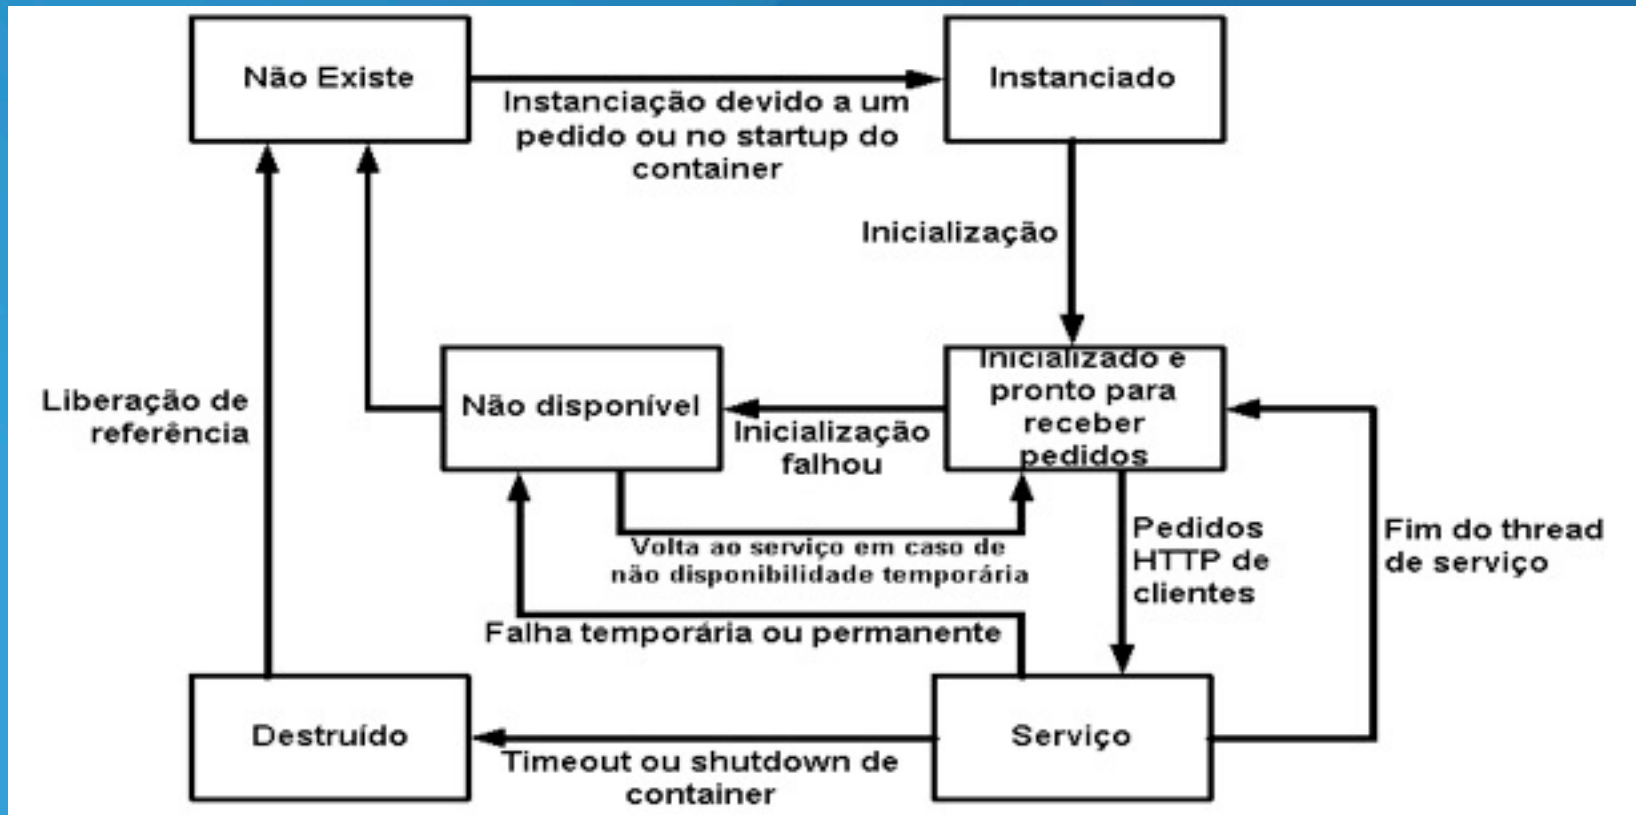 Não Existe
Instanciado
Instanciação devido a um
pedido ou no startup do
container
Inicialização
Liberação de
referência
Não disponível
Inicialização
falhou
Inicializado e
pronto para
receber
pedidos
Volta ao serviço em caso de
não disponibilidade temporária
Pedidos
HTTP de
clientes
Fim do thread
de serviço
Falha temporária ou permanente
Destruído
Timeout ou shutdown de
container
Serviço